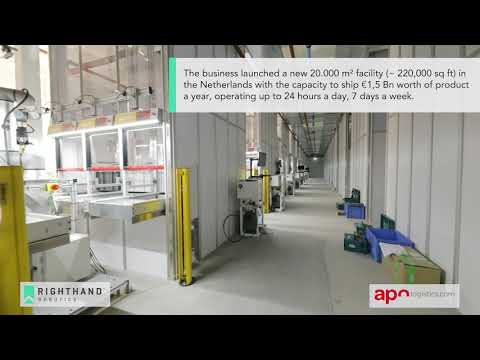 The business launched a new 20.000 m² facility (~ 220,000 sq ft) in
the Netherlands with the capacity to ship €1,5 Bn worth of product
a year, operating up to 24 hours a day, 7 days a week.
RIGHTHAND
ROBOTICS
apologistics.com